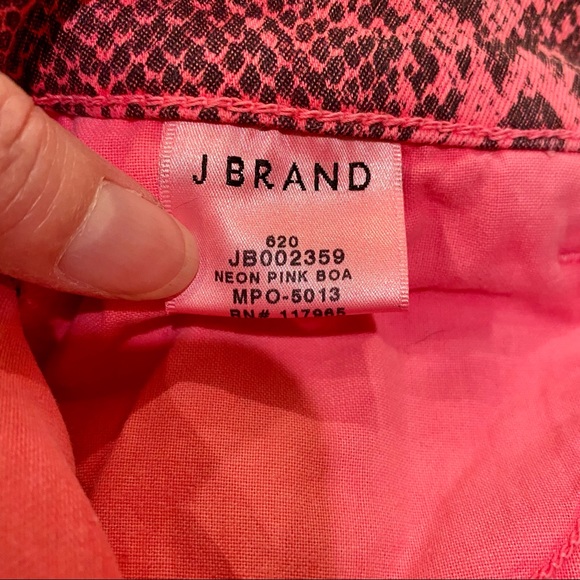 J BRAND
620
JB002359
NEON PINK BOA
MPO-5013
RN# 117965